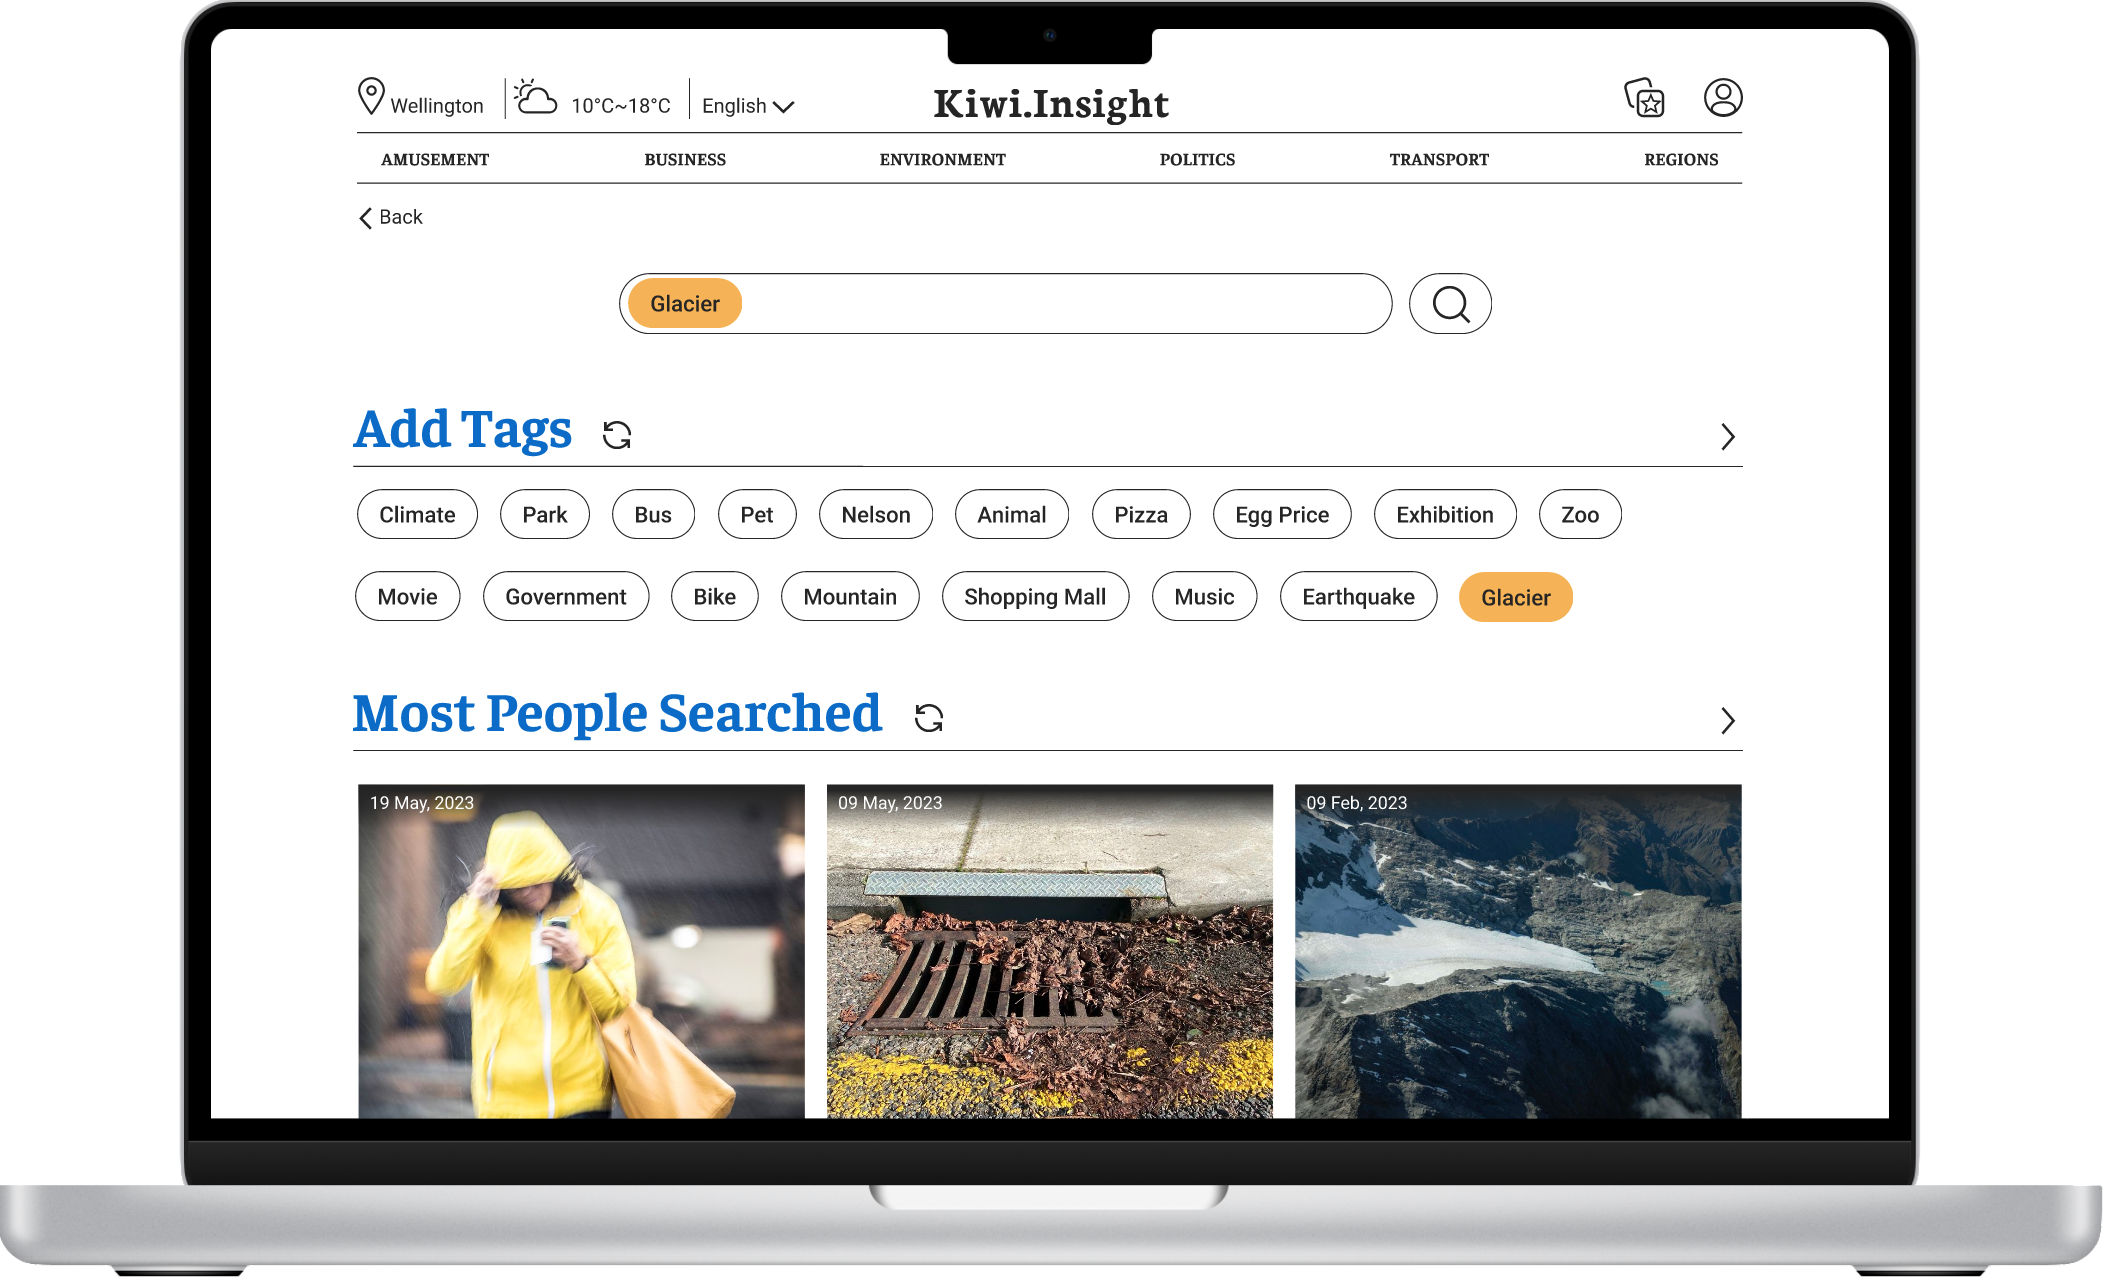 Wellington 10°C~18°C English Kiwi.Insight
AMUSEMENT BUSINESS ENVIRONMENT POLITICS TRANSPORT REGIONS
Back
Glacier
Add Tags
Climate Park Bus Pet Nelson Animal Pizza Egg Price Exhibition Zoo
Movie Government Bike Mountain Shopping Mall Music Earthquake Glacier
Most People Searched
19 May, 2023 09 May, 2023 09 Feb, 2023